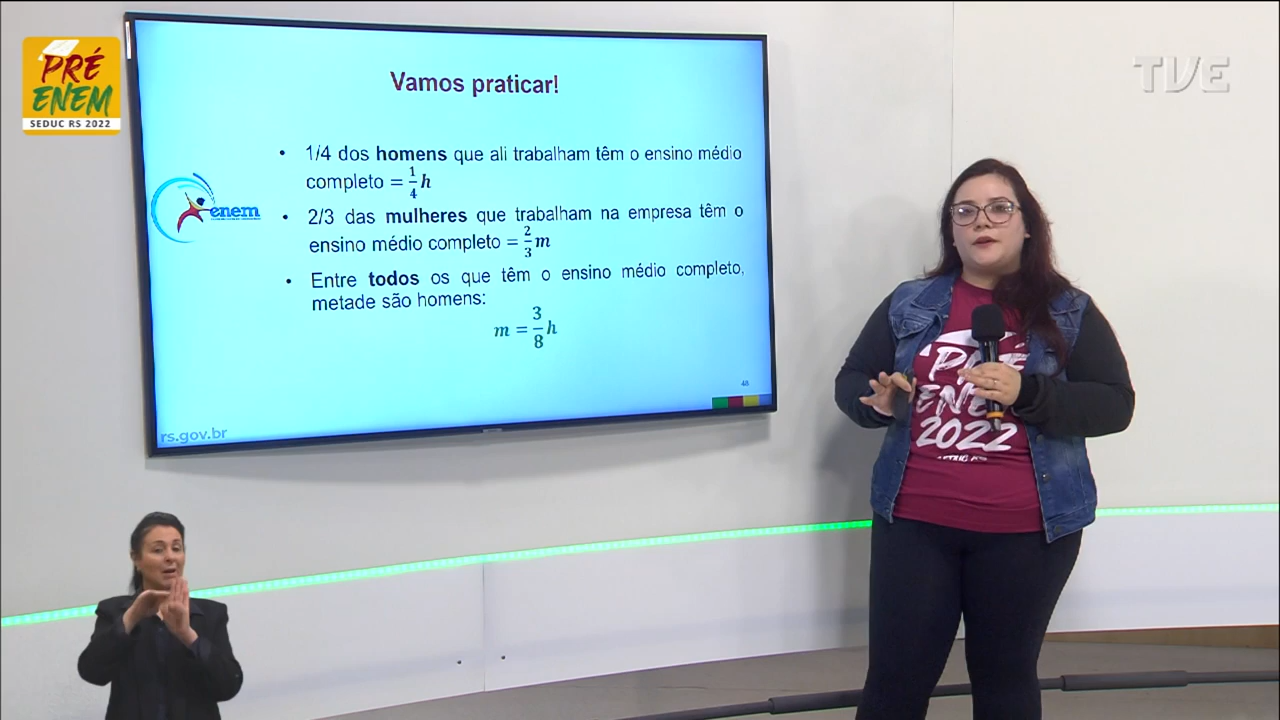 PRÉ
ENEM
SEDUC RS 2022
TVE
Vamos praticar!
• 1/4 dos homens que ali trabalham têm o ensino médio
completo = 1/4 h
• 2/3 das mulheres que trabalham na empresa têm o
ensino médio completo = 2/3 m
• Entre todos os que têm o ensino médio completo,
metade são homens:
m = 3/8 h
enem
48
rs.gov.br
PRÉ
ENEM
2022